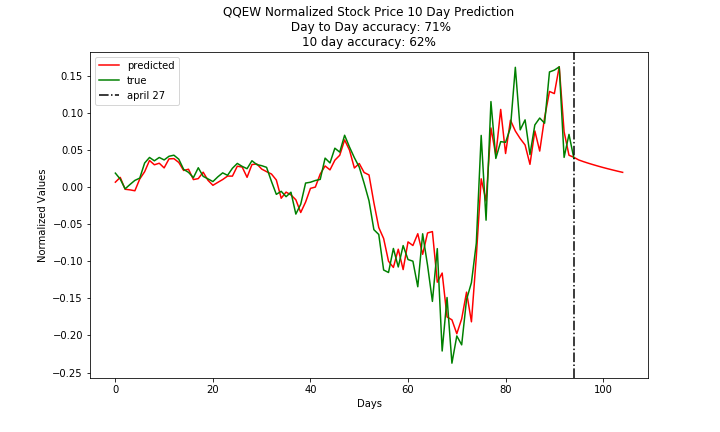 QQEW Normalized Stock Price 10 Day Prediction
Day to Day accuracy: 71%
10 day accuracy: 62%
predicted
true
april 27
0.15
0.10
0.05
0.00
−0.05
−0.10
−0.15
−0.20
−0.25
Normalized Values
0
20
40
60
80
100
Days